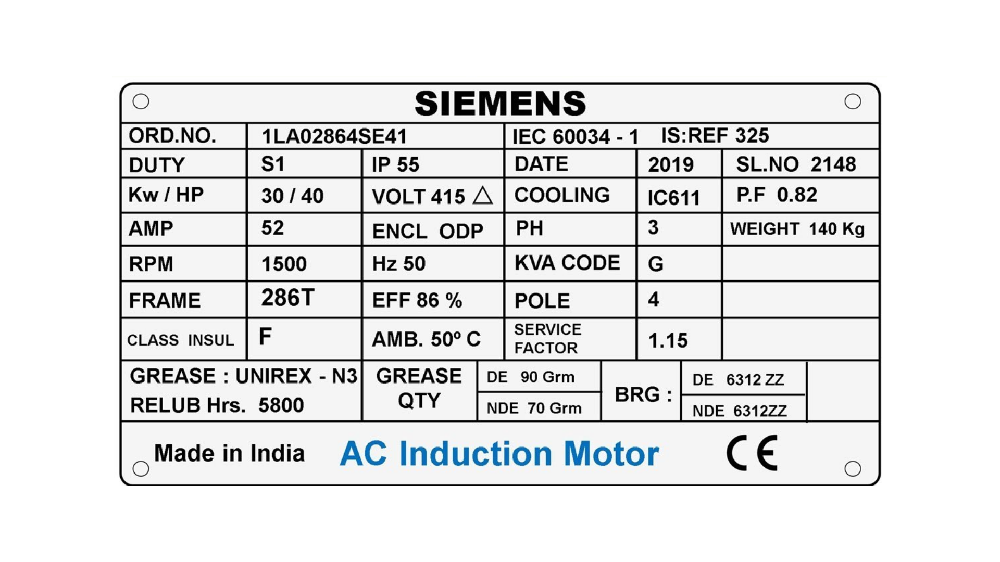 SIEMENS
ORD.NO. 1LA02864SE41 IEC 60034 - 1 IS:REF 325
DUTY S1 IP 55 DATE 2019 SL.NO 2148
Kw / HP 30 / 40 VOLT 415 △ COOLING IC611 P.F 0.82
AMP 52 ENCL ODP PH 3 WEIGHT 140 Kg
RPM 1500 Hz 50 KVA CODE G
FRAME 286T EFF 86 % POLE 4
CLASS INSUL F AMB. 50º C SERVICE FACTOR 1.15
GREASE : UNIREX - N3 GREASE QTY DE 90 Grm BRG : DE 6312 ZZ
RELUB Hrs. 5800 NDE 70 Grm NDE 6312ZZ
Made in India AC Induction Motor CE